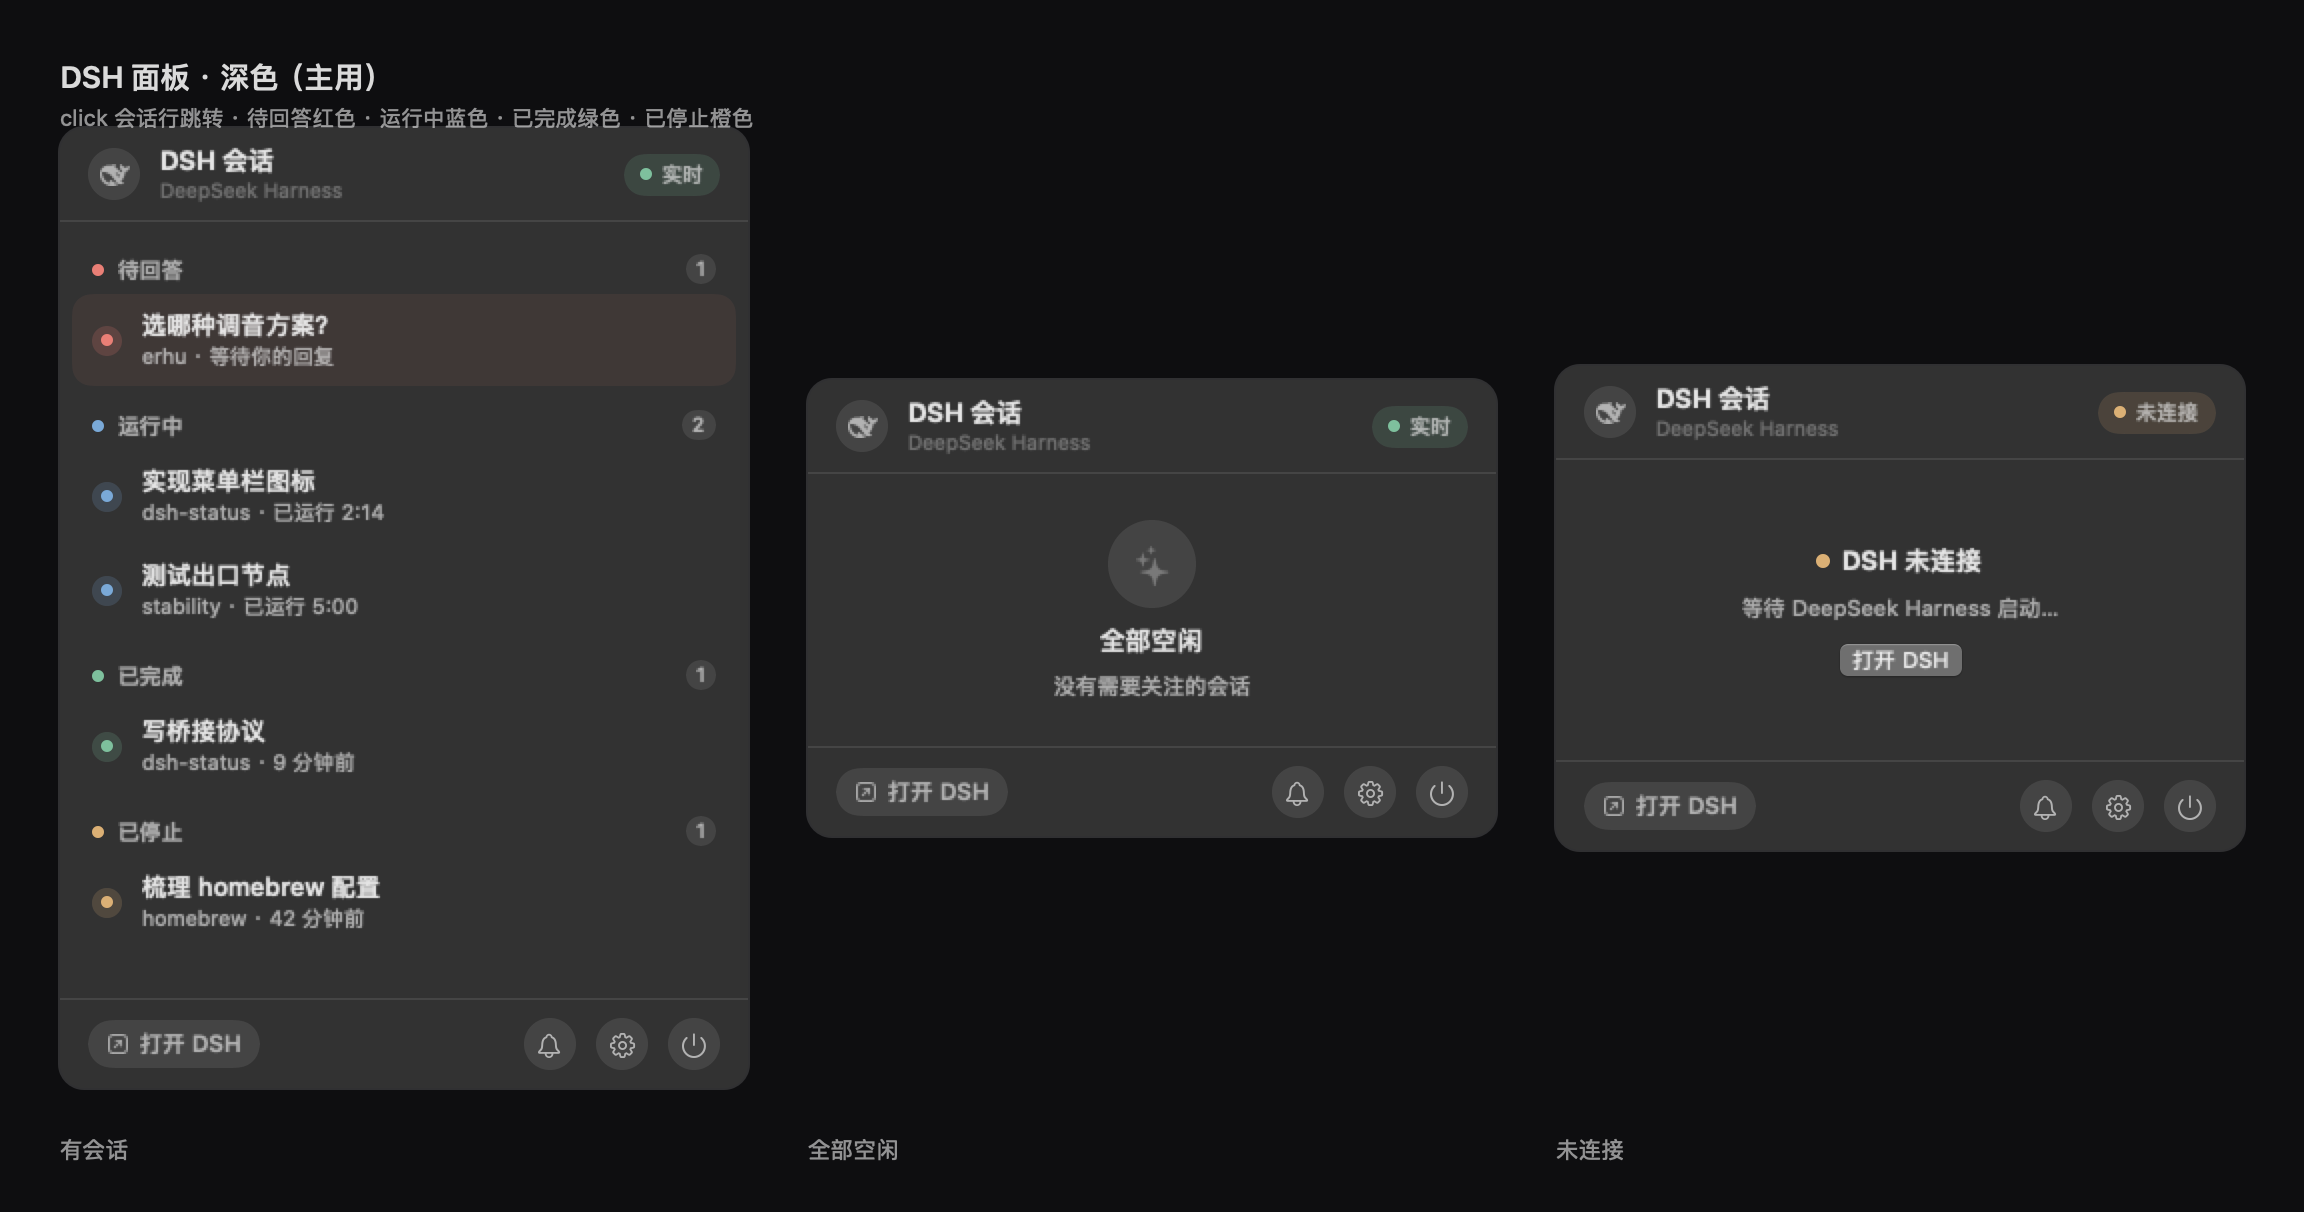 DSH 面板 · 深色（主用）
click 会话行跳转 · 待回答红色 · 运行中蓝色 · 已完成绿色 · 已停止橙色
DSH 会话
DeepSeek Harness
实时
待回答
1
选哪种调音方案?
erhu · 等待你的回复
运行中
2
实现菜单栏图标
dsh-status · 已运行 2:14
测试出口节点
stability · 已运行 5:00
已完成
1
写桥接协议
dsh-status · 9 分钟前
已停止
1
梳理 homebrew 配置
homebrew · 42 分钟前
打开 DSH
有会话
DSH 会话
DeepSeek Harness
实时
全部空闲
没有需要关注的会话
打开 DSH
全部空闲
DSH 会话
DeepSeek Harness
未连接
DSH 未连接
等待 DeepSeek Harness 启动...
打开 DSH
打开 DSH
未连接